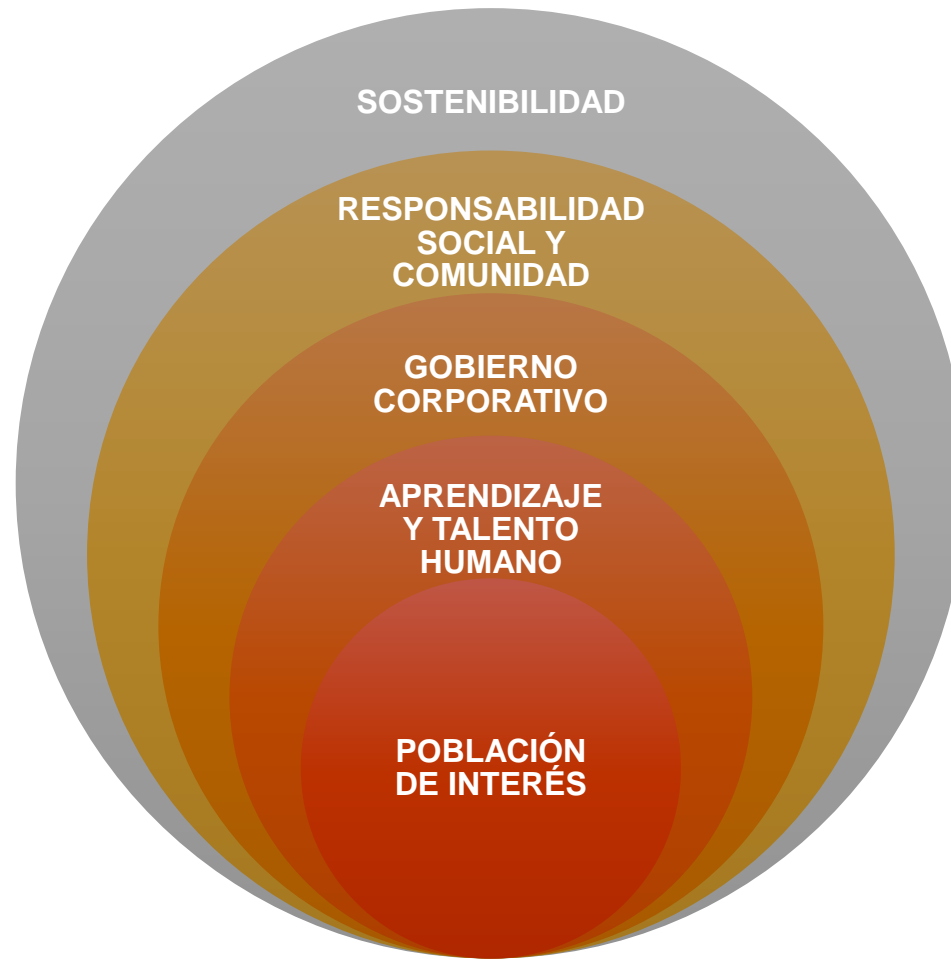 SOSTENIBILIDAD
RESPONSABILIDAD
SOCIAL Y
COMUNIDAD
GOBIERNO
CORPORATIVO
APRENDIZAJE
Y TALENTO
HUMANO
POBLACIÓN
DE INTERÉS